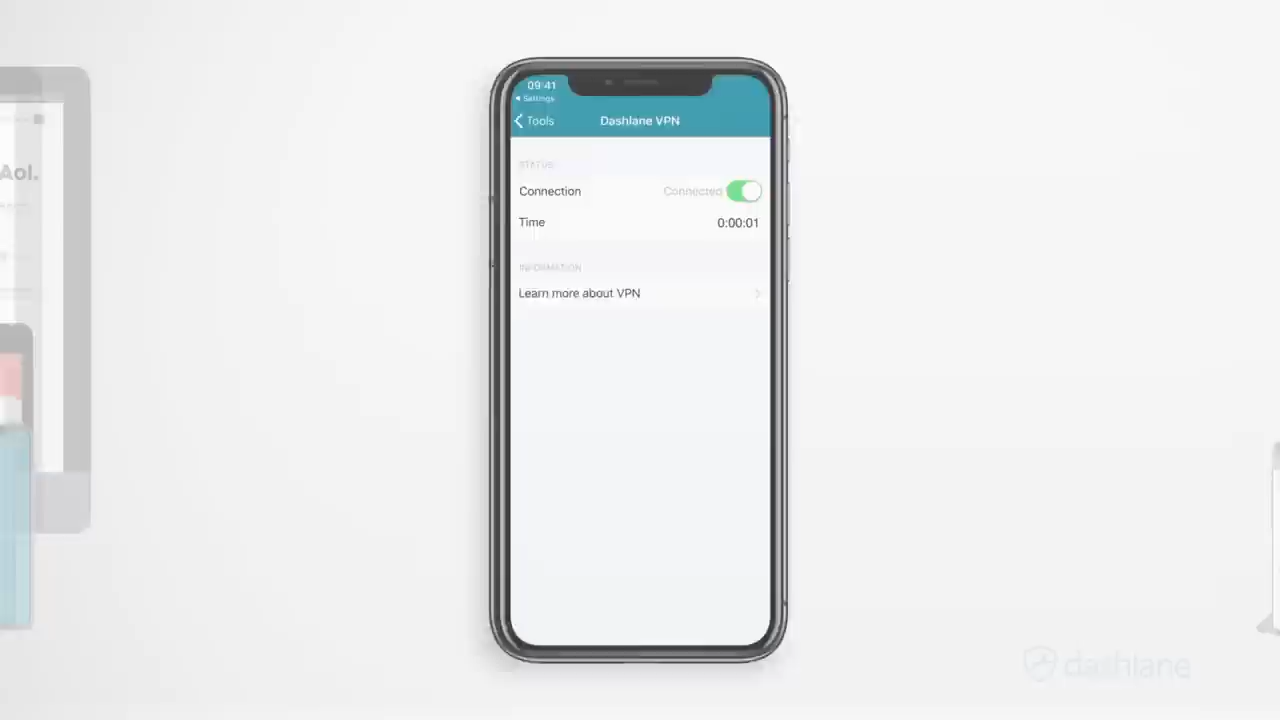 09:41
Settings
Tools
Dashlane VPN
STATUS
Connection Connected
Time 0:00:01
INFORMATION
Learn more about VPN
Aol.
dashlane